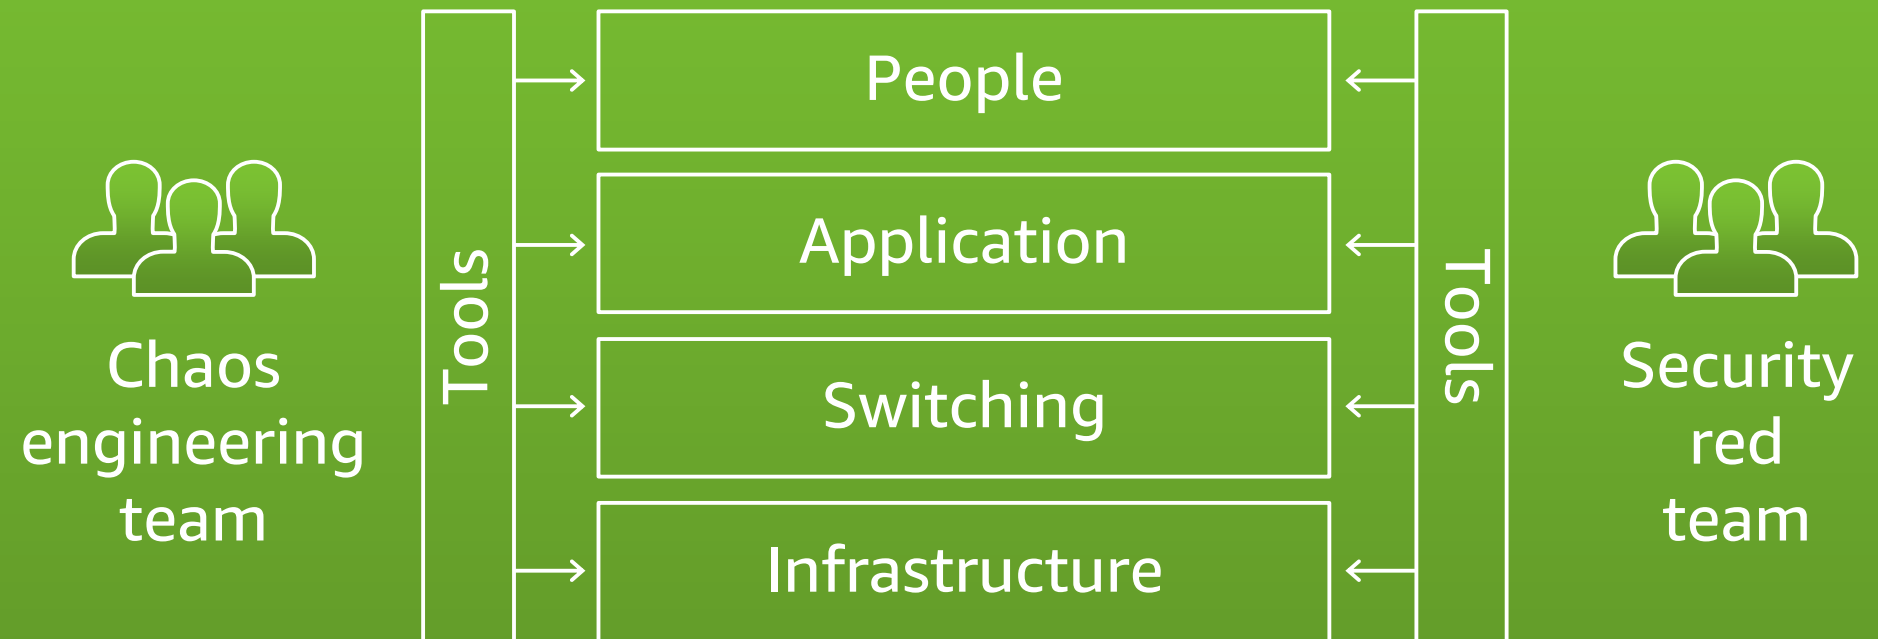 Chaos
engineering
team
Tools
People
Application
Switching
Infrastructure
Tools
Security
red
team